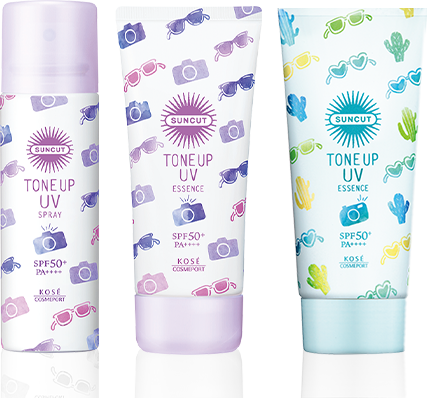 SUNCUT
TONE UP
UV
SPRAY
SPF50+
PA++++
KOSÉ
COSMEPORT
SUNCUT
TONE UP
UV
ESSENCE
SPF50+
PA++++
KOSÉ
COSMEPORT
SUNCUT
TONE UP
UV
ESSENCE
SPF50+
PA++++
KOSÉ
COSMEPORT